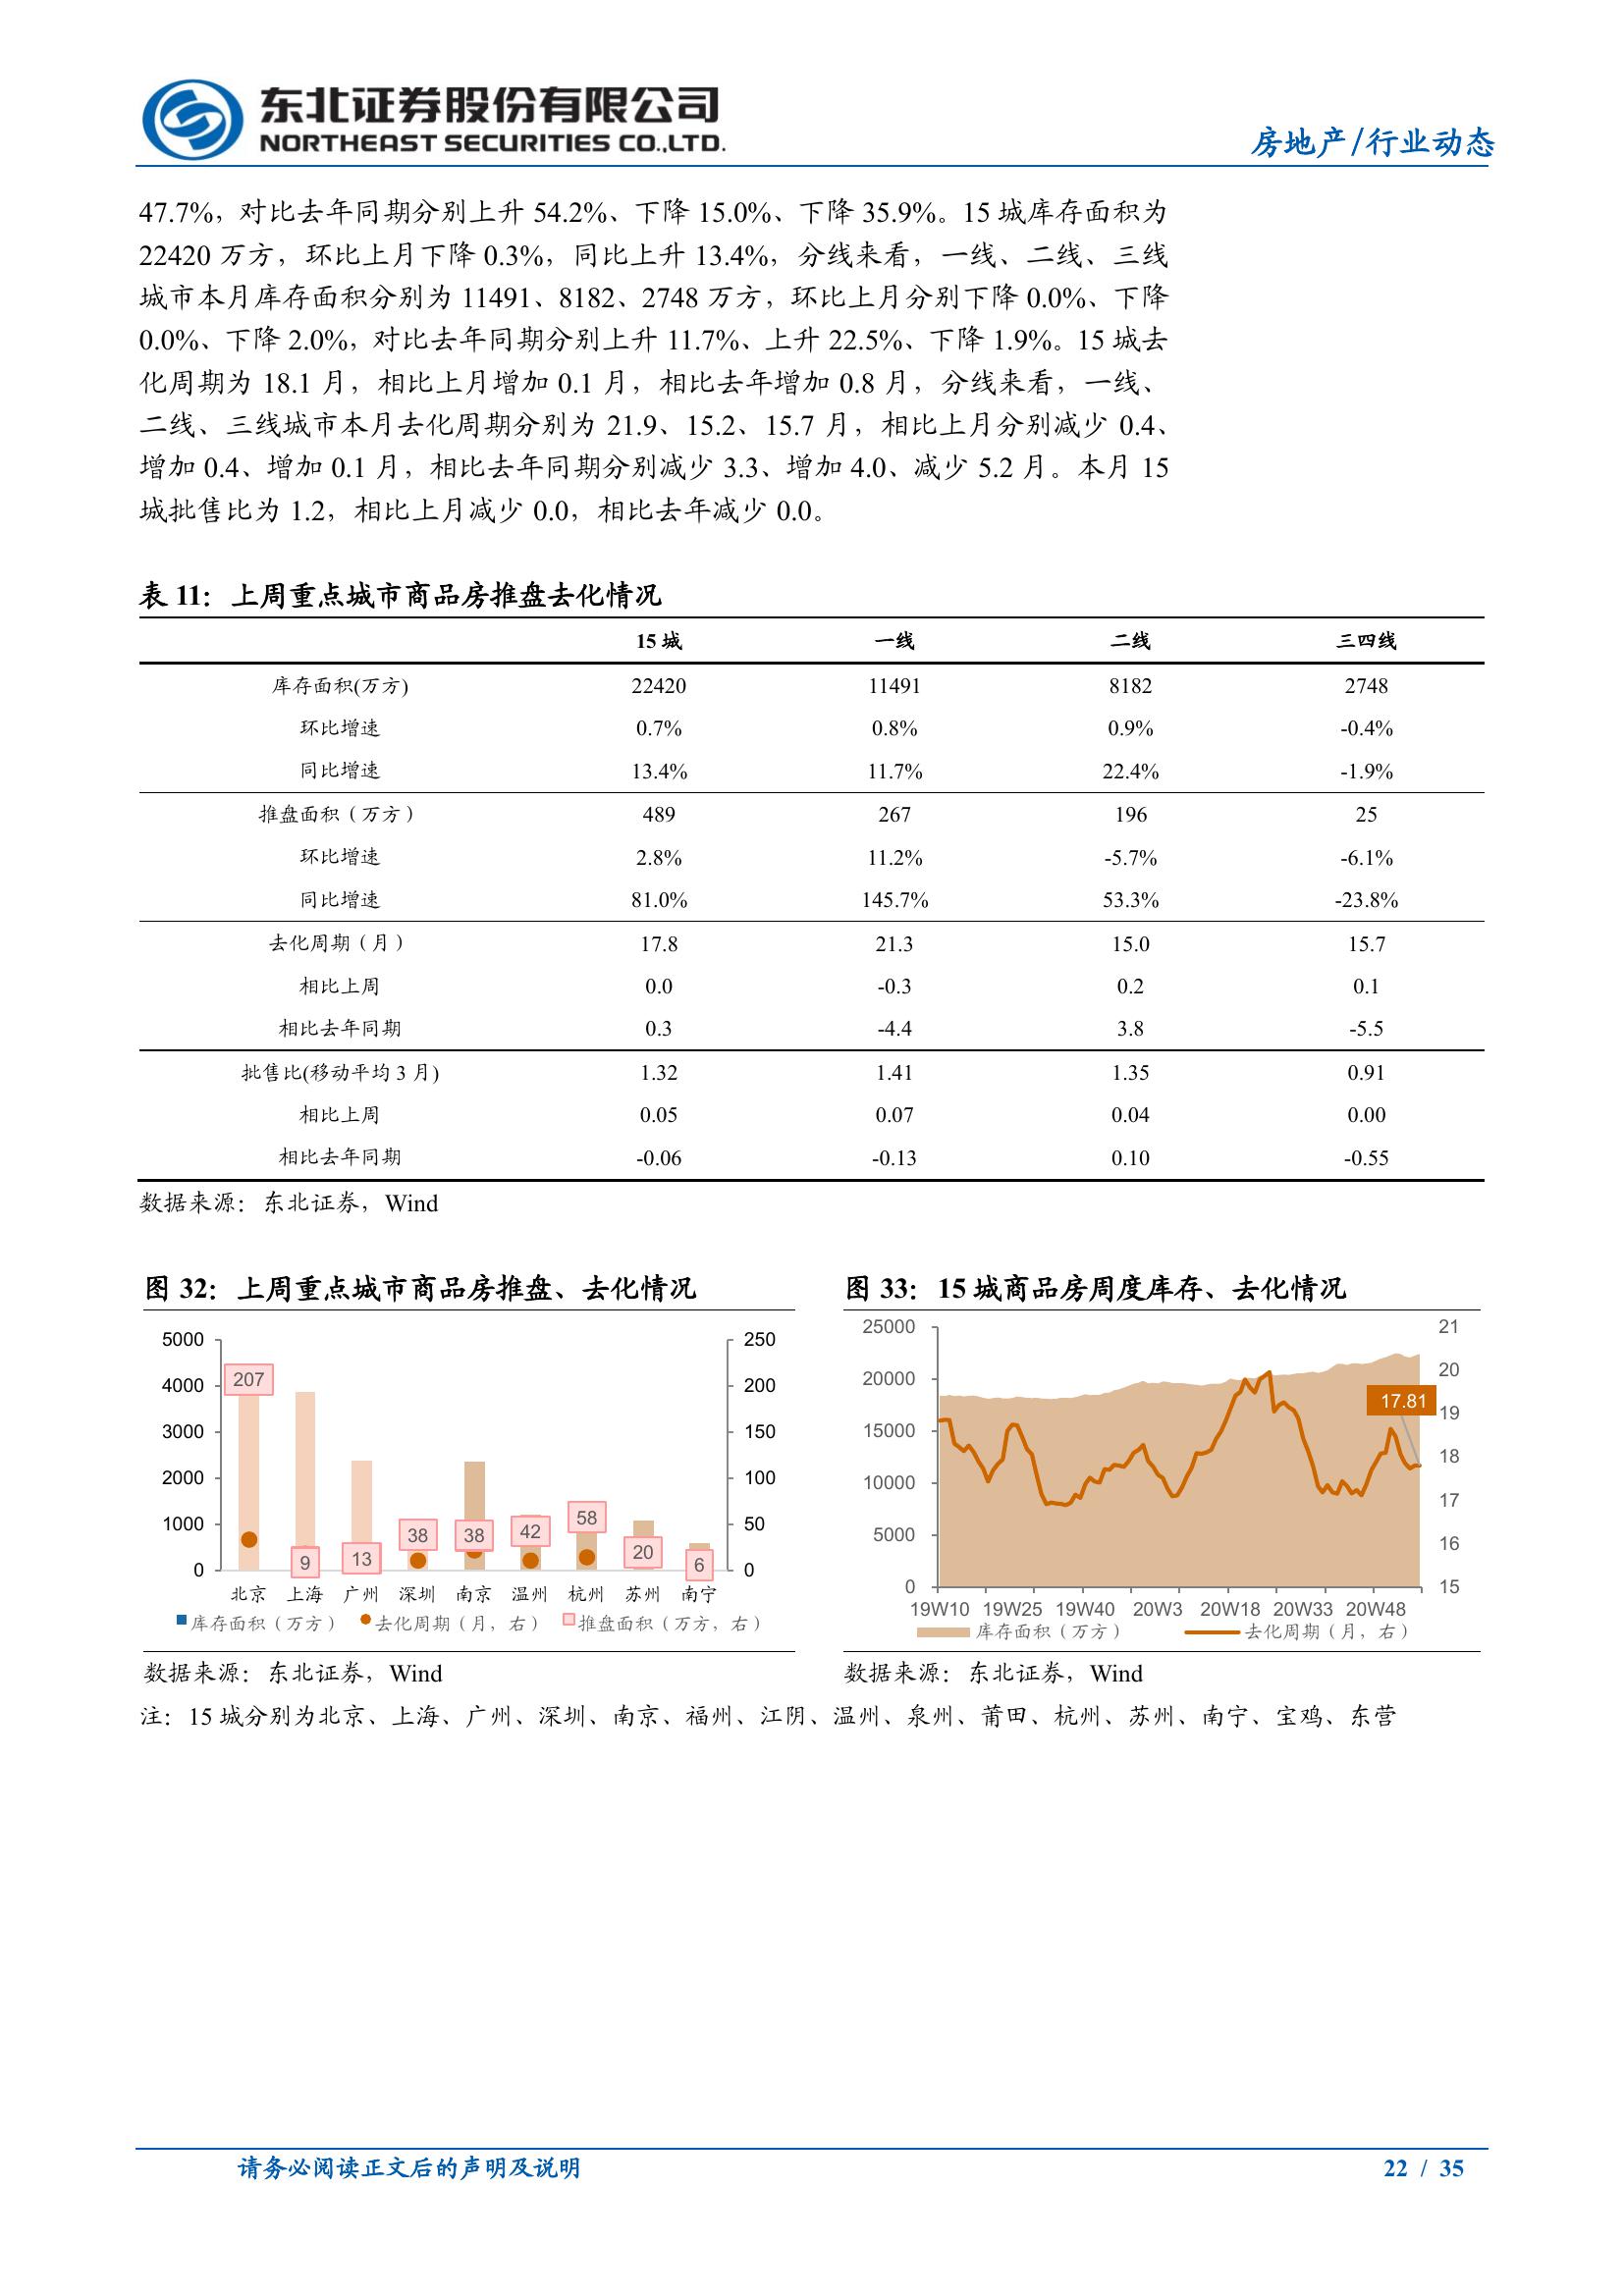 东北证券股份有限公司
NORTHEAST SECURITIES CO.,LTD.
房地产/行业动态
47.7%，对比去年同期分别上升 54.2%、下降 15.0%、下降 35.9%。15 城库存面积为
22420 万方，环比上月下降 0.3%，同比上升 13.4%，分线来看，一线、二线、三线
城市本月库存面积分别为 11491、8182、2748 万方，环比上月分别下降 0.0%、下降
0.0%、下降 2.0%，对比去年同期分别上升 11.7%、上升 22.5%、下降 1.9%。15 城去
化周期为 18.1 月，相比上月增加 0.1 月，相比去年增加 0.8 月，分线来看，一线、
二线、三线城市本月去化周期分别为 21.9、15.2、15.7 月，相比上月分别减少 0.4、
增加 0.4、增加 0.1 月，相比去年同期分别减少 3.3、增加 4.0、减少 5.2 月。本月 15
城批售比为 1.2，相比上月减少 0.0，相比去年减少 0.0。
表 11：上周重点城市商品房推盘去化情况
15 城 一线 二线 三四线
库存面积(万方) 22420 11491 8182 2748
环比增速 0.7% 0.8% 0.9% -0.4%
同比增速 13.4% 11.7% 22.4% -1.9%
推盘面积（万方） 489 267 196 25
环比增速 2.8% 11.2% -5.7% -6.1%
同比增速 81.0% 145.7% 53.3% -23.8%
去化周期（月） 17.8 21.3 15.0 15.7
相比上周 0.0 -0.3 0.2 0.1
相比去年同期 0.3 -4.4 3.8 -5.5
批售比(移动平均 3 月) 1.32 1.41 1.35 0.91
相比上周 0.05 0.07 0.04 0.00
相比去年同期 -0.06 -0.13 0.10 -0.55
数据来源：东北证券，Wind
图 32：上周重点城市商品房推盘、去化情况
5000 250
4000 207 200
3000 150
2000 100
1000 50
0 0
9 13 38 38 42 58 20 6
北京 上海 广州 深圳 南京 温州 杭州 苏州 南宁
库存面积（万方） 去化周期（月，右） 推盘面积（万方，右）
数据来源：东北证券，Wind
图 33：15 城商品房周度库存、去化情况
25000
20000
15000
10000
5000
0
21
20
19
18
17
16
15
17.81
19W10 19W25 19W40 20W3 20W18 20W33 20W48
库存面积（万方） 去化周期（月，右）
数据来源：东北证券，Wind
注：15 城分别为北京、上海、广州、深圳、南京、福州、江阴、温州、泉州、莆田、杭州、苏州、南宁、宝鸡、东营
请务必阅读正文后的声明及说明
22 / 35